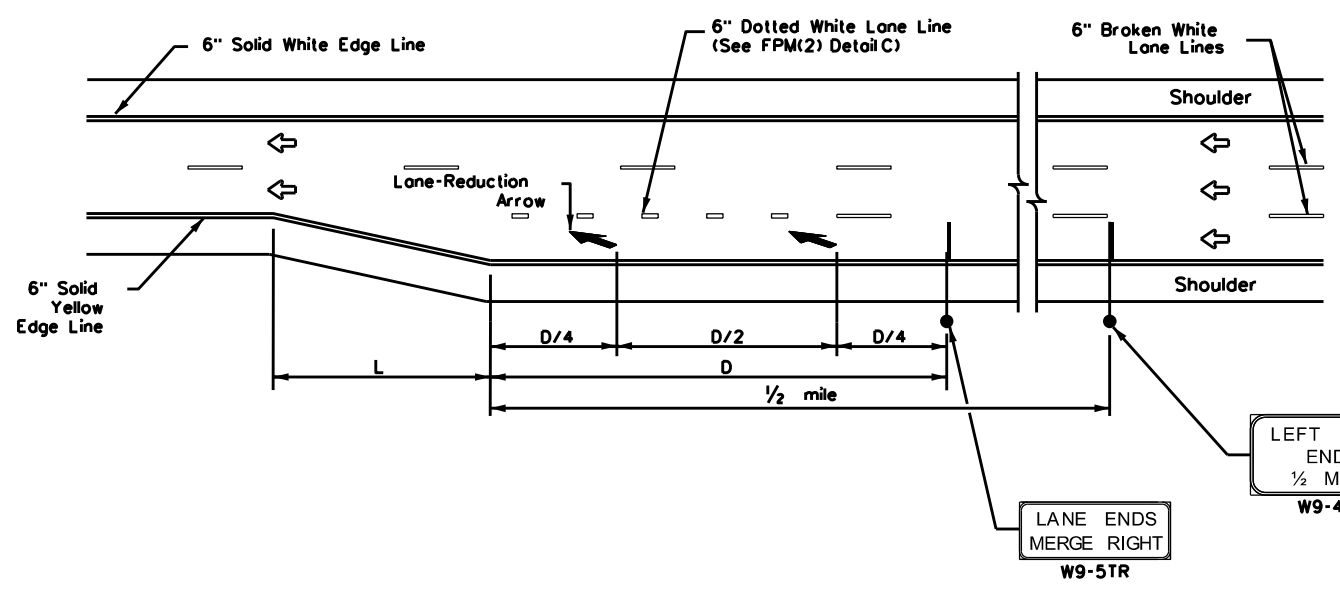 6" Solid White Edge Line
6" Dotted White Lane Line
(See FPM(2) Detail C)
6" Broken White
Lane Lines
Shoulder
Lane-Reduction
Arrow
6" Solid
Yellow
Edge Line
Shoulder
D/4
D/2
D/4
L
D
½ mile
LEFT
½
W9-4
LANE ENDS
MERGE RIGHT
W9-5TR